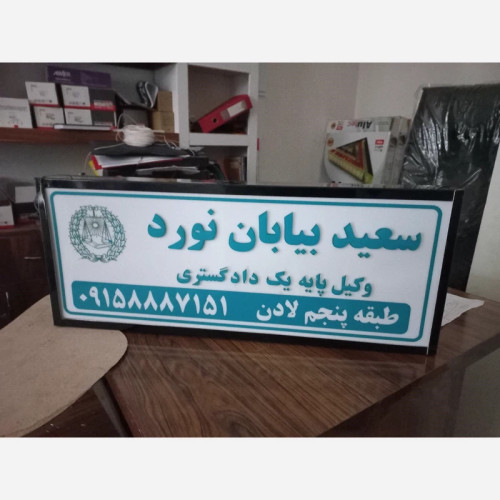 سعید بیابان نورد
وکیل پایه یک دادگستری
طبقه پنجم لادن ۰۹۱۵۸۸۸۷۱۵۱